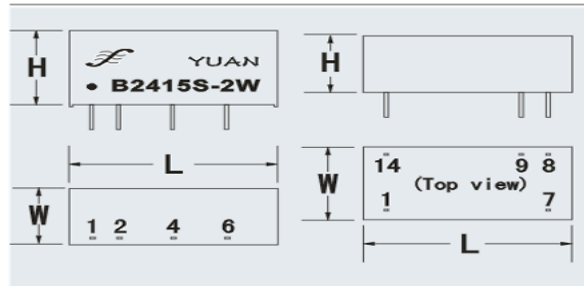 H
YUAN
B2415S-2W
L
W
1 2 4 6
H
W
14 9 8
(Top view)
1 7
L